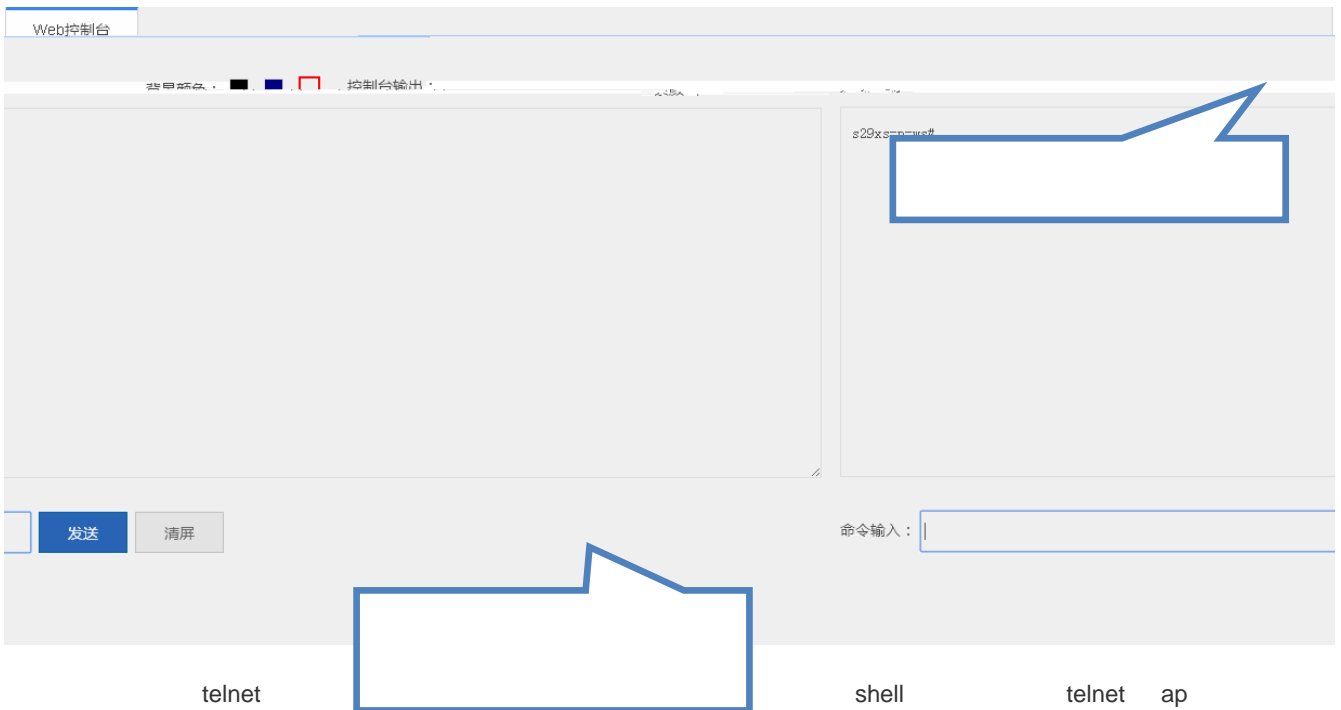 Web控制台
背景颜色： 控制台输出：
s29xs-p-ws#
发送 清屏 命令输入：
telnet shell telnet ap